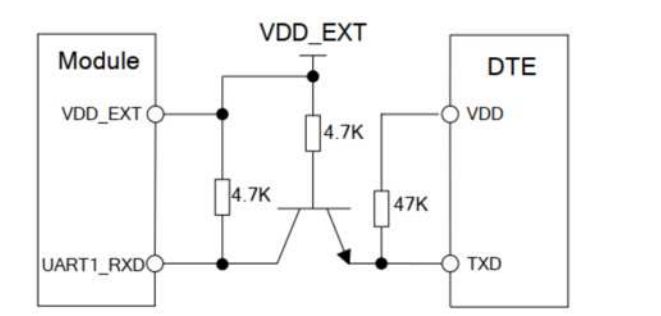 VDD_EXT
Module
DTE
VDD_EXT
VDD
4.7K
4.7K
47K
UART1_RXD
TXD